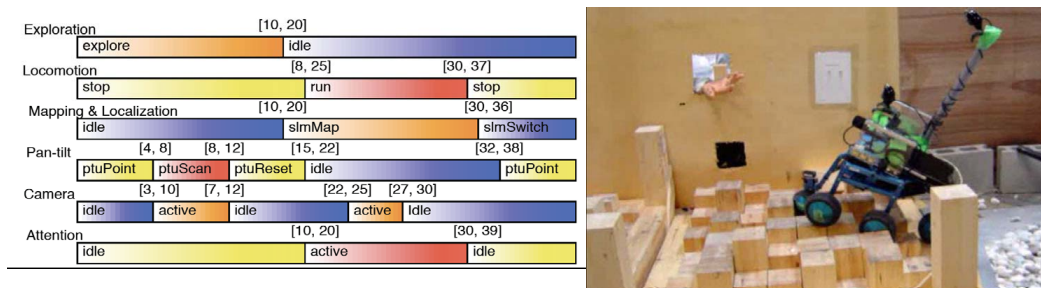 Exploration [10, 20]
explore idle
Locomotion [8, 25] [30, 37]
stop run stop
Mapping & Localization [10, 20] [30, 36]
idle slmMap slmSwitch
Pan-tilt [4, 8] [8, 12] [15, 22] [32, 38]
ptuPoint ptuScan ptuReset idle ptuPoint
Camera [3, 10] [7, 12] [22, 25] [27, 30]
idle active idle active Idle
Attention [10, 20] [30, 39]
idle active idle